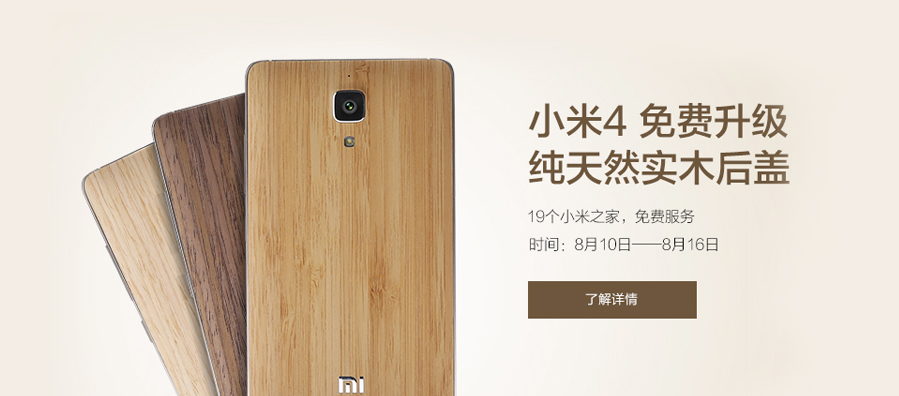 小米4 免费升级
纯天然实木后盖
19个小米之家，免费服务
时间：8月10日——8月16日
了解详情
mi